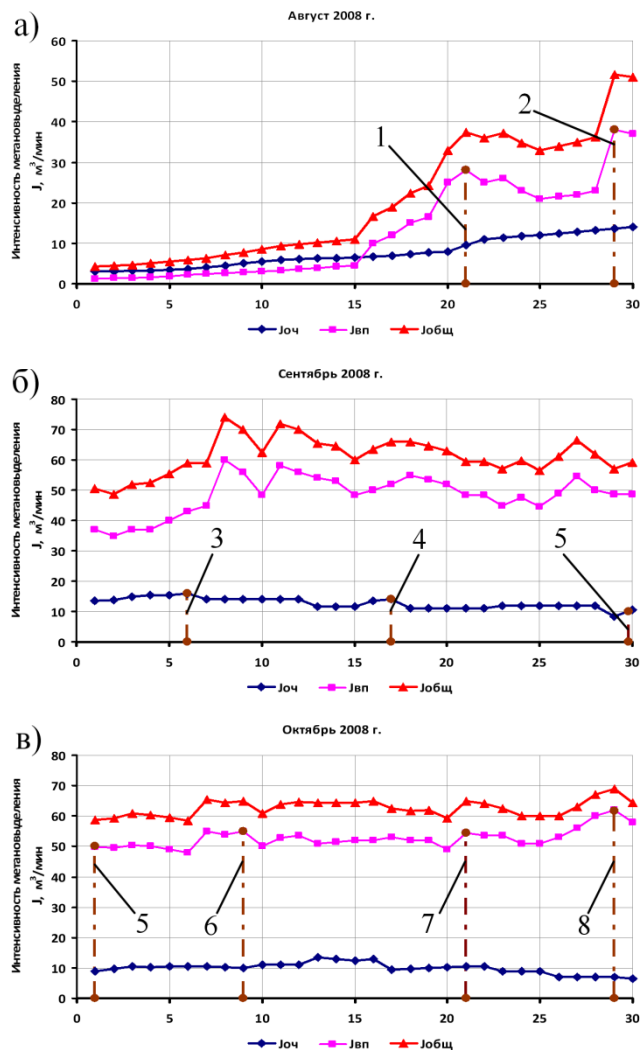 а)
Август 2008 г.
Интенсивность метановыделения
J, м³/мин
60
50
40
30
20
10
0
1
2
0 5 10 15 20 25 30
Jоч Jвп Jобщ
б)
Сентябрь 2008 г.
Интенсивность метановыделения
J, м³/мин
80
70
60
50
40
30
20
10
0
3
4
5
0 5 10 15 20 25 30
Jоч Jвп Jобщ
в)
Октябрь 2008 г.
Интенсивность метановыделения
J, м³/мин
80
70
60
50
40
30
20
10
0
5
6
7
8
0 5 10 15 20 25 30
Jоч Jвп Jобщ